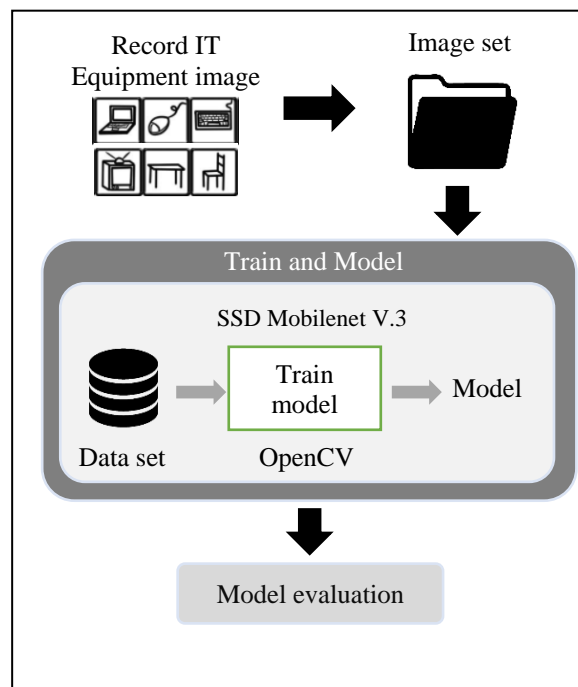 Record IT
Equipment image
Image set
Train and Model
SSD Mobilenet V.3
Train
model
Model
Data set
OpenCV
Model evaluation